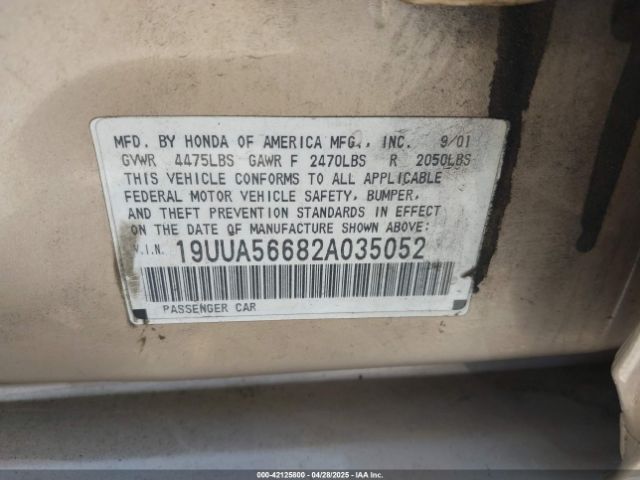 MFD. BY HONDA OF AMERICA MFG., INC. 9/01
GVWR 4475LBS GAWR F 2470LBS R 2050LBS
THIS VEHICLE CONFORMS TO ALL APPLICABLE
FEDERAL MOTOR VEHICLE SAFETY, BUMPER,
AND THEFT PREVENTION STANDARDS IN EFFECT
ON THE DATE OF MANUFACTURE SHOWN ABOVE:
V.I.N. 19UUA56682A035052
PASSENGER CAR
000-42125800 - 04/28/2025 - IAAI.COM